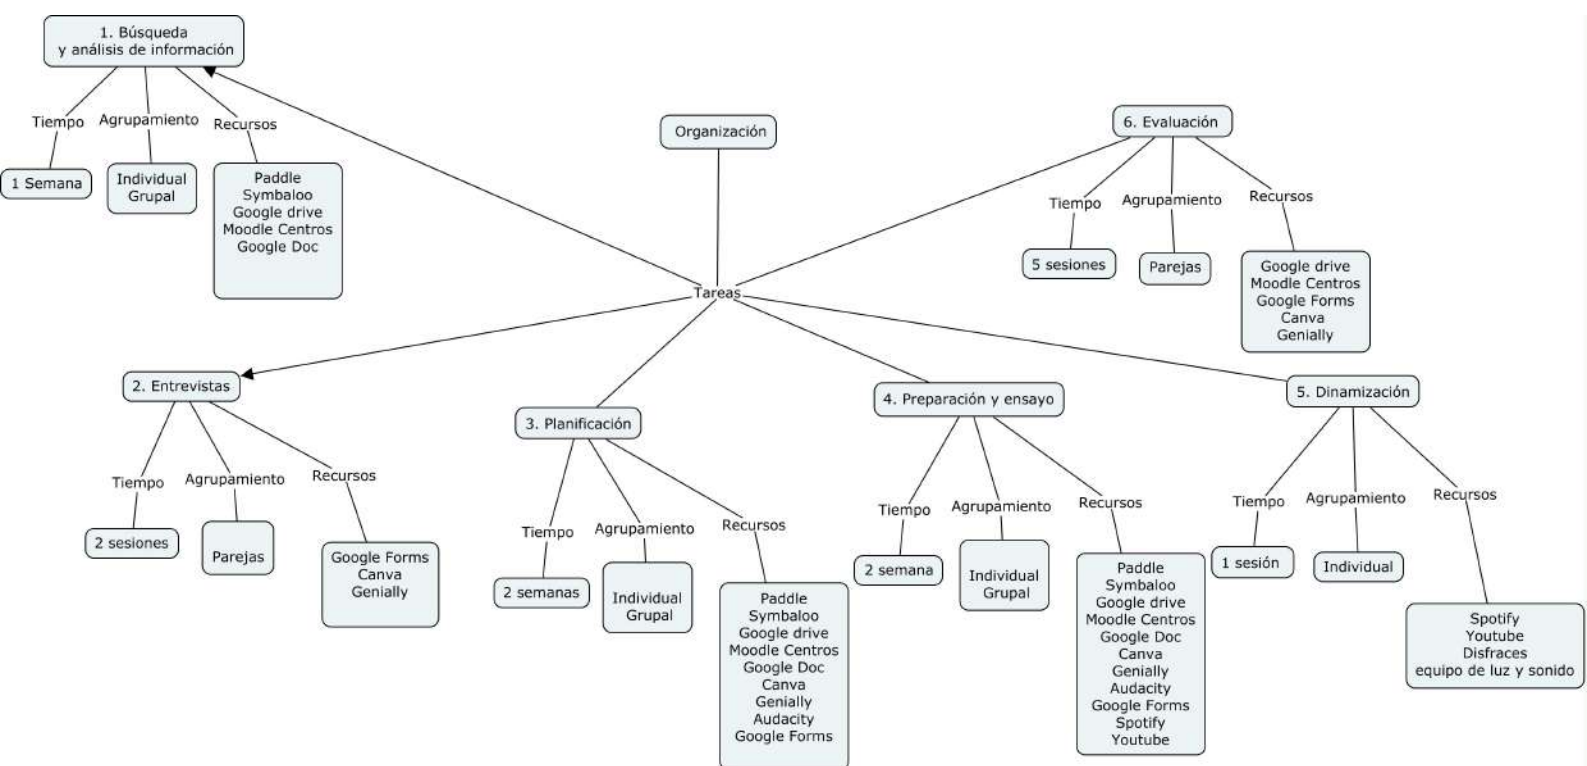 Organización
Tareas
1. Búsqueda
y análisis de información
Tiempo
1 Semana
Agrupamiento
Individual
Grupal
Recursos
Paddle
Symbaloo
Google drive
Moodle Centros
Google Doc
2. Entrevistas
Tiempo
2 sesiones
Agrupamiento
Parejas
Recursos
Google Forms
Canva
Genially
3. Planificación
Tiempo
2 semanas
Agrupamiento
Individual
Grupal
Recursos
Paddle
Symbaloo
Google drive
Moodle Centros
Google Doc
Canva
Genially
Audacity
Google Forms
4. Preparación y ensayo
Tiempo
2 semana
Agrupamiento
Individual
Grupal
Recursos
Paddle
Symbaloo
Google drive
Moodle Centros
Google Doc
Canva
Genially
Audacity
Google Forms
Spotify
Youtube
5. Dinamización
Tiempo
1 sesión
Agrupamiento
Individual
Recursos
Spotify
Youtube
Disfraces
equipo de luz y sonido
6. Evaluación
Tiempo
5 sesiones
Agrupamiento
Parejas
Recursos
Google drive
Moodle Centros
Google Forms
Canva
Genially